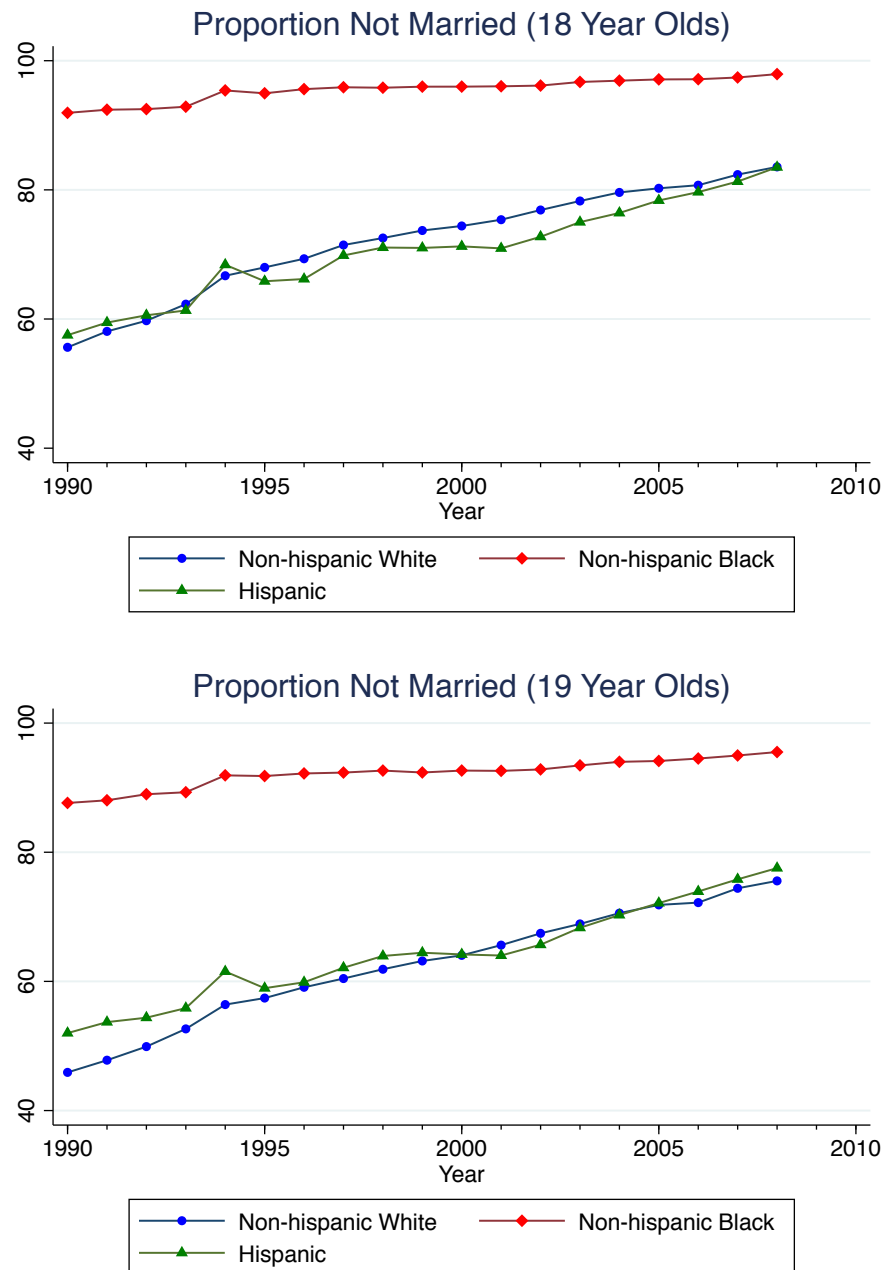 Proportion Not Married (18 Year Olds)
100
80
60
40
1990 1995 2000 2005 2010
Year
Non-hispanic White Non-hispanic Black
Hispanic
Proportion Not Married (19 Year Olds)
100
80
60
40
1990 1995 2000 2005 2010
Year
Non-hispanic White Non-hispanic Black
Hispanic